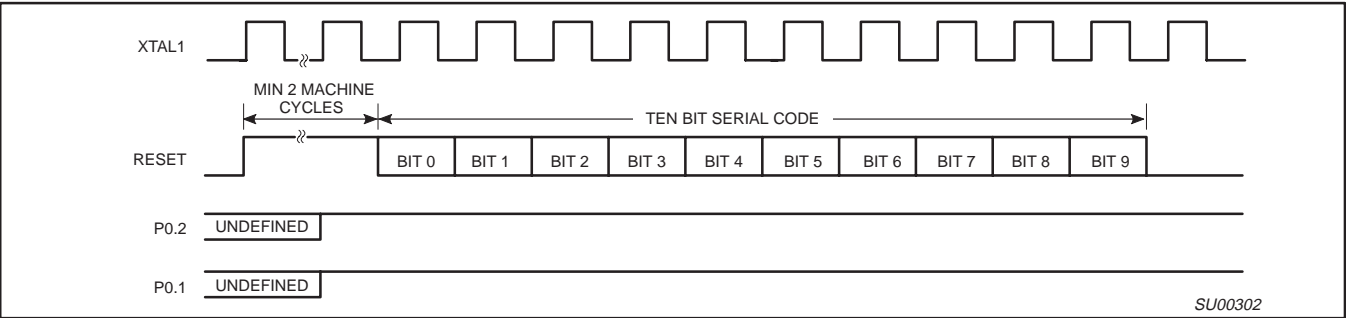 XTAL1
MIN 2 MACHINE
CYCLES
TEN BIT SERIAL CODE
RESET
BIT 0 BIT 1 BIT 2 BIT 3 BIT 4 BIT 5 BIT 6 BIT 7 BIT 8 BIT 9
P0.2 UNDEFINED
P0.1 UNDEFINED
SU00302